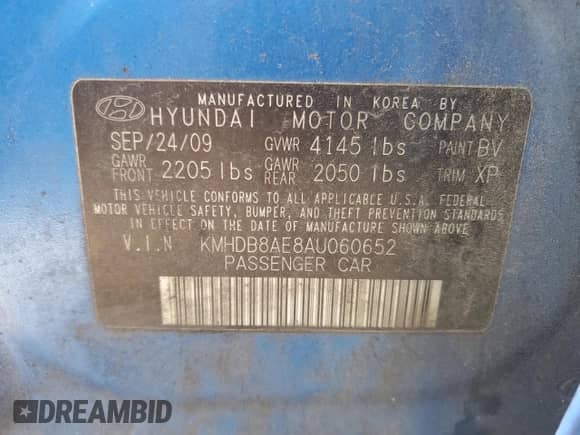 MANUFACTURED IN KOREA BY
HYUNDAI MOTOR COMPANY
SEP/24/09 GVWR 4145 lbs PAINT BV
GAWR FRONT 2205 lbs GAWR REAR 2050 lbs TRIM XP
THIS VEHICLE CONFORMS TO ALL APPLICABLE U.S.A. FEDERAL
MOTOR VEHICLE SAFETY, BUMPER, AND THEFT PREVENTION STANDARDS
IN EFFECT ON THE DATE OF MANUFACTURE SHOWN ABOVE.
V.I.N KMHDB8AE8AU060652
PASSENGER CAR
DREAMBID